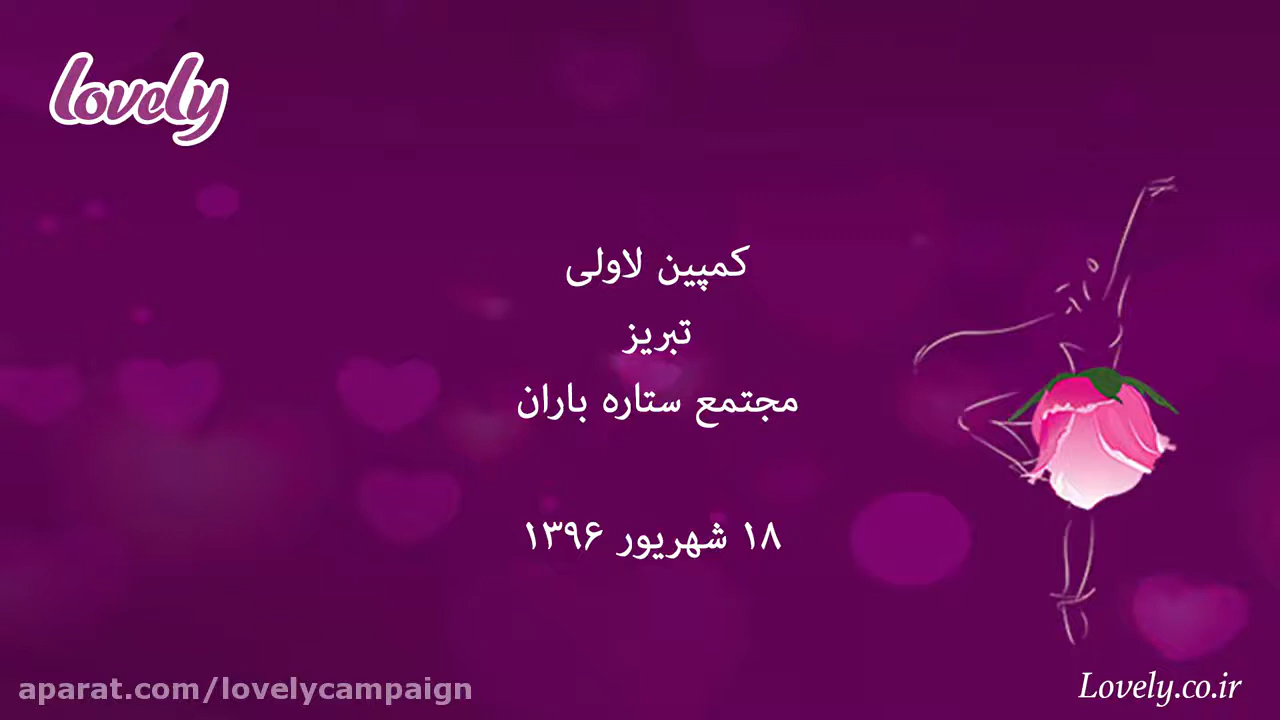 lovely
کمپین لاولی
تبریز
مجتمع ستاره باران
۱۸ شهریور ۱۳۹۶
aparat.com/lovelycampaign
Lovely.co.ir